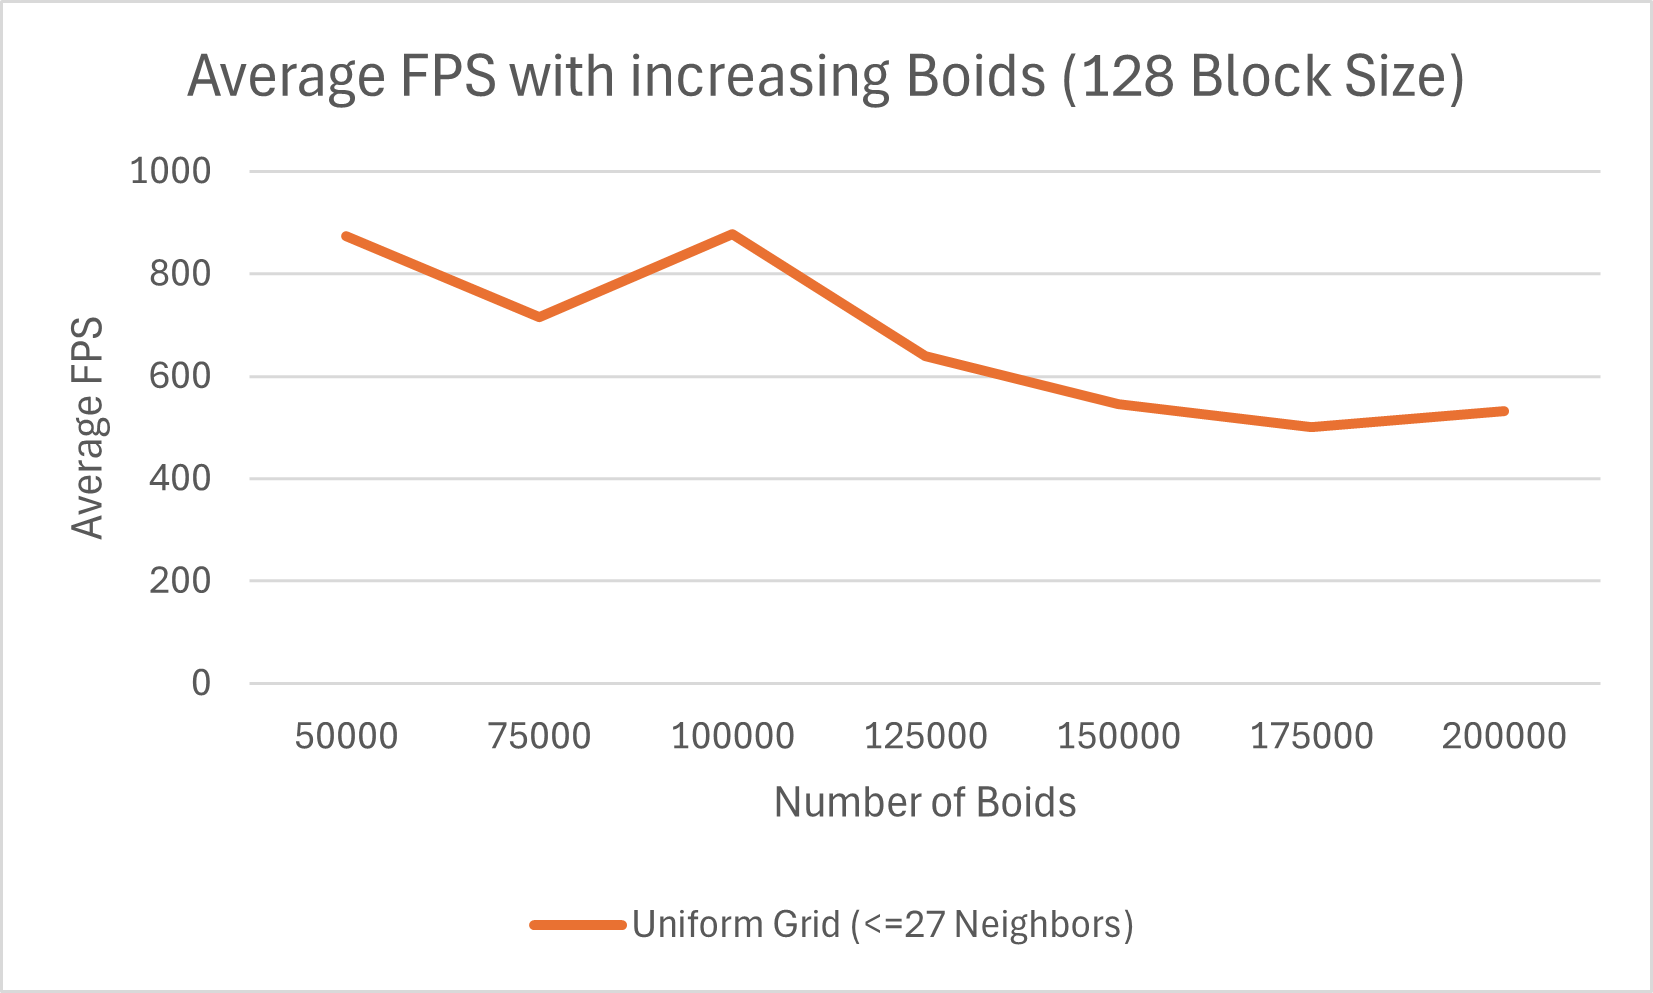 Average FPS with increasing Boids (128 Block Size)
1000
800
600
400
200
0
Average FPS
50000 75000 100000 125000 150000 175000 200000
Number of Boids
Uniform Grid (<=27 Neighbors)